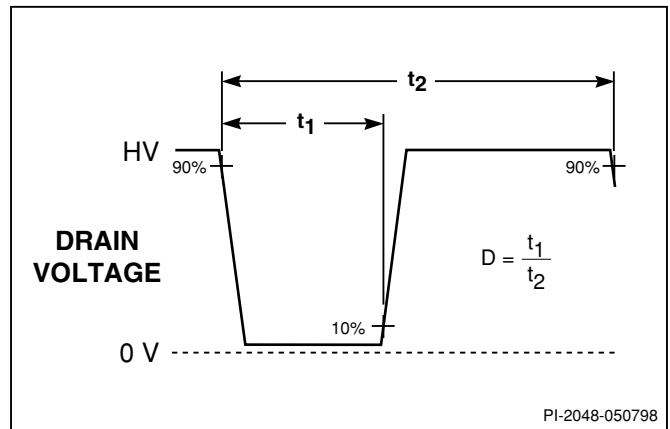 t2
t1
HV
90%
90%
DRAIN
VOLTAGE
D = t1
t2
10%
0 V
PI-2048-050798